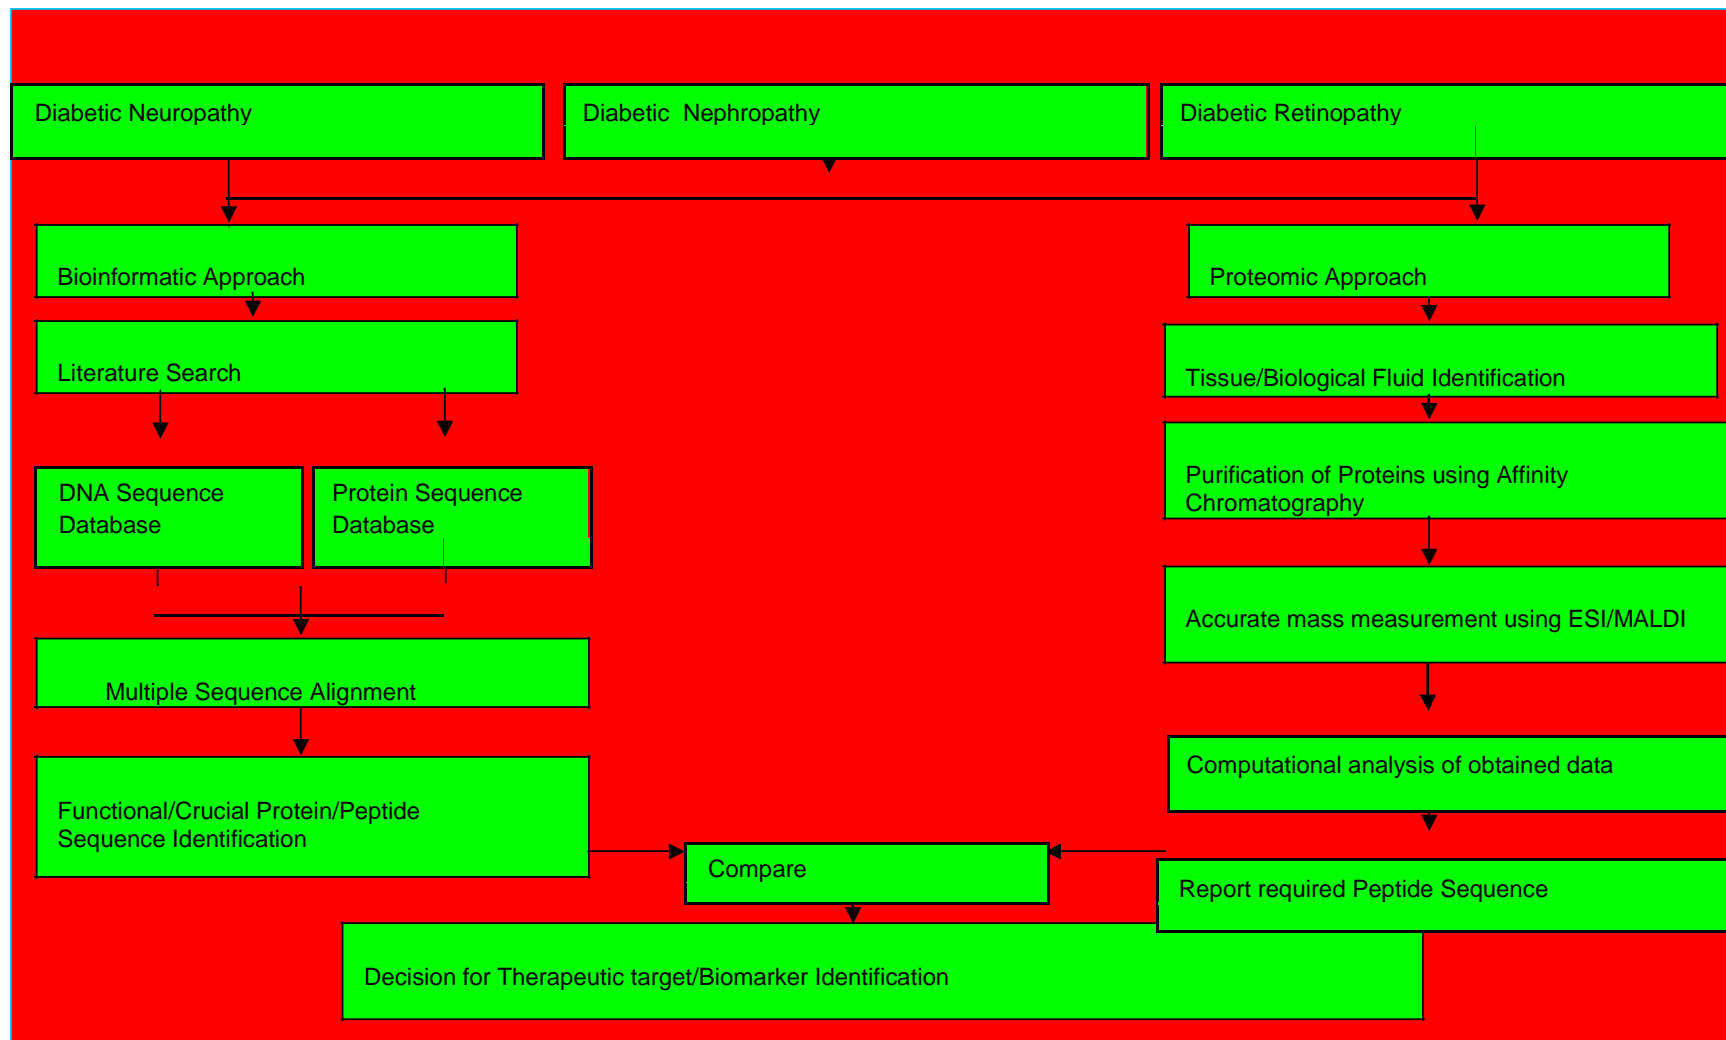 Diabetic Neuropathy
Diabetic  Nephropathy
Diabetic Retinopathy
Bioinformatic Approach
Proteomic Approach
Literature Search
Tissue/Biological Fluid Identification
DNA Sequence
Database
Protein Sequence
Database
Purification of Proteins using Affinity
Chromatography
Multiple Sequence Alignment
Accurate mass measurement using ESI/MALDI
Functional/Crucial Protein/Peptide
Sequence Identification
Computational analysis of obtained data
Compare
Report required Peptide Sequence
Decision for Therapeutic target/Biomarker Identification